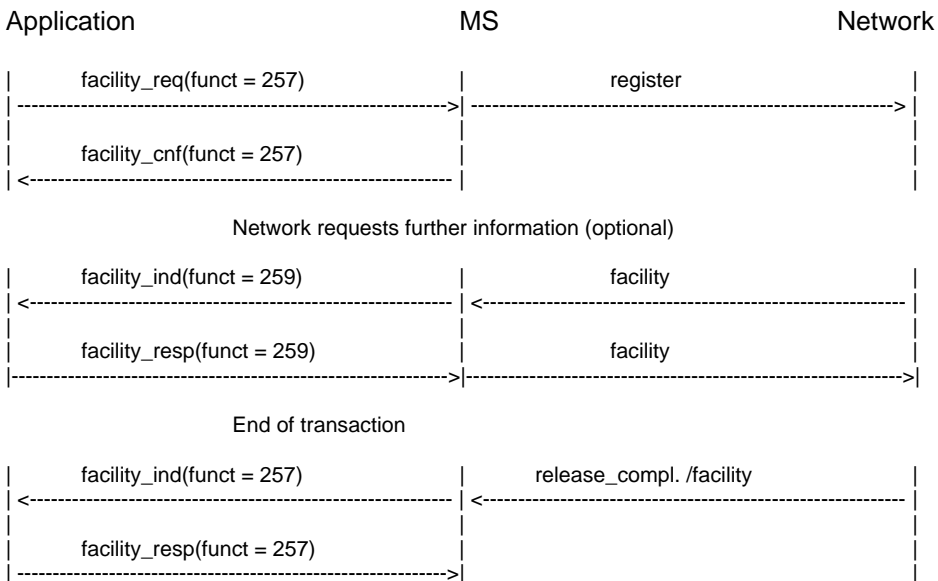 Application MS Network
facility_req(funct = 257) register
facility_cnf(funct = 257)
Network requests further information (optional)
facility_ind(funct = 259) facility
facility_resp(funct = 259) facility
End of transaction
facility_ind(funct = 257) release_compl. /facility
facility_resp(funct = 257)